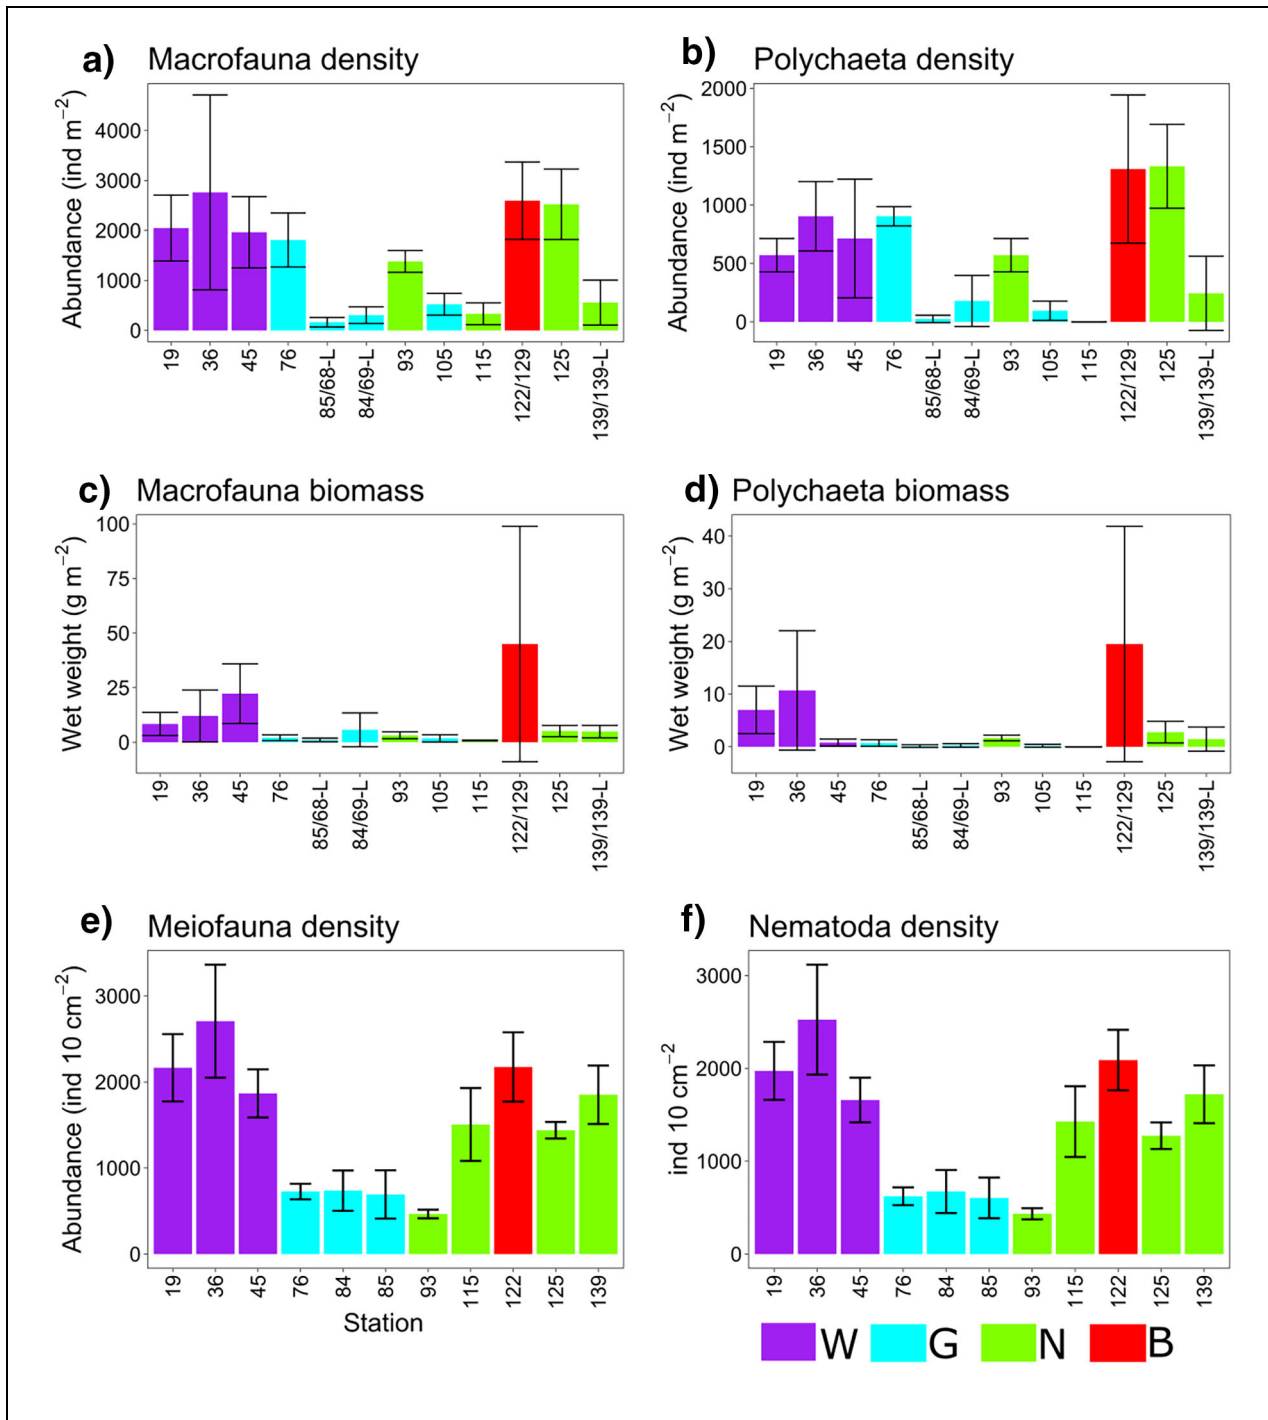 a) Macrofauna density
Abundance (ind m−2)
4000
3000
2000
1000
0
19 36 45 76 85/68-L 84/69-L 93 105 115 122/129 125 139/139-L
b) Polychaeta density
Abundance (ind m−2)
2000
1500
1000
500
0
19 36 45 76 85/68-L 84/69-L 93 105 115 122/129 125 139/139-L
c) Macrofauna biomass
Wet weight (g m−2)
100
75
50
25
0
19 36 45 76 85/68-L 84/69-L 93 105 115 122/129 125 139/139-L
d) Polychaeta biomass
Wet weight (g m−2)
40
30
20
10
0
19 36 45 76 85/68-L 84/69-L 93 105 115 122/129 125 139/139-L
e) Meiofauna density
Abundance (ind 10 cm−2)
3000
2000
1000
0
19 36 45 76 84 85 93 115 122 125 139
Station
f) Nematoda density
ind 10 cm−2
3000
2000
1000
0
19 36 45 76 84 85 93 115 122 125 139
W G N B